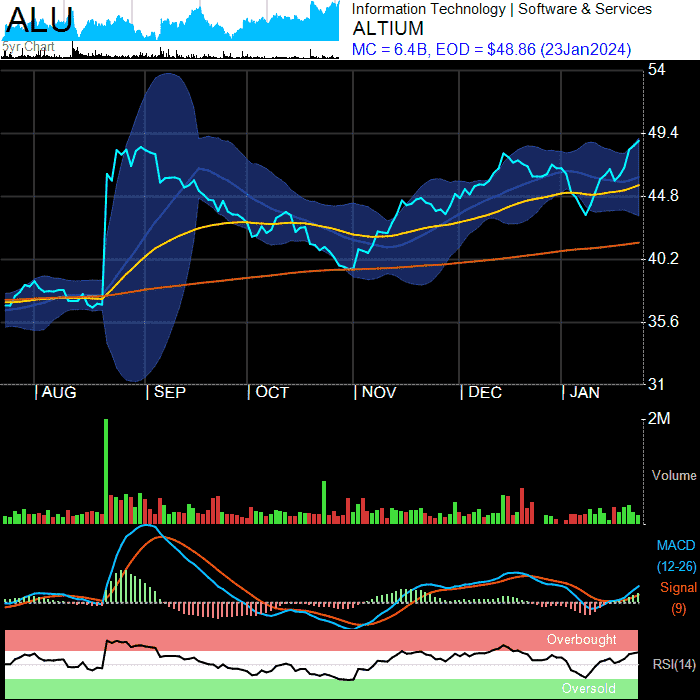 ALU
5yr Chart
Information Technology | Software & Services
ALTIUM
MC = 6.4B, EOD = $48.86 (23Jan2024)
54
49.4
44.8
40.2
35.6
31
| AUG | SEP | OCT | NOV | DEC | JAN
2M
Volume
MACD
(12-26)
Signal
(9)
Overbought
RSI(14)
Oversold